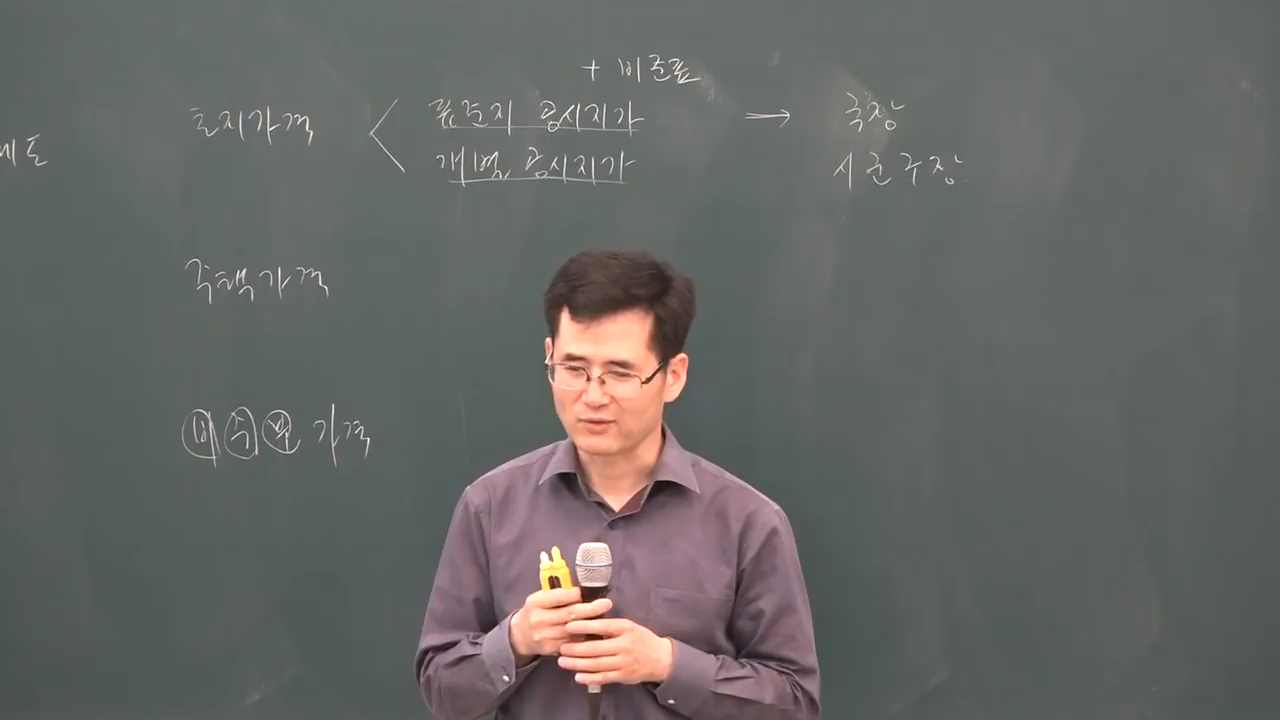 + 비준표
토지가격 < 표준지 공시지가 → 국장
개별 공시지가 시군구장
주택가격
비 주 부 가격